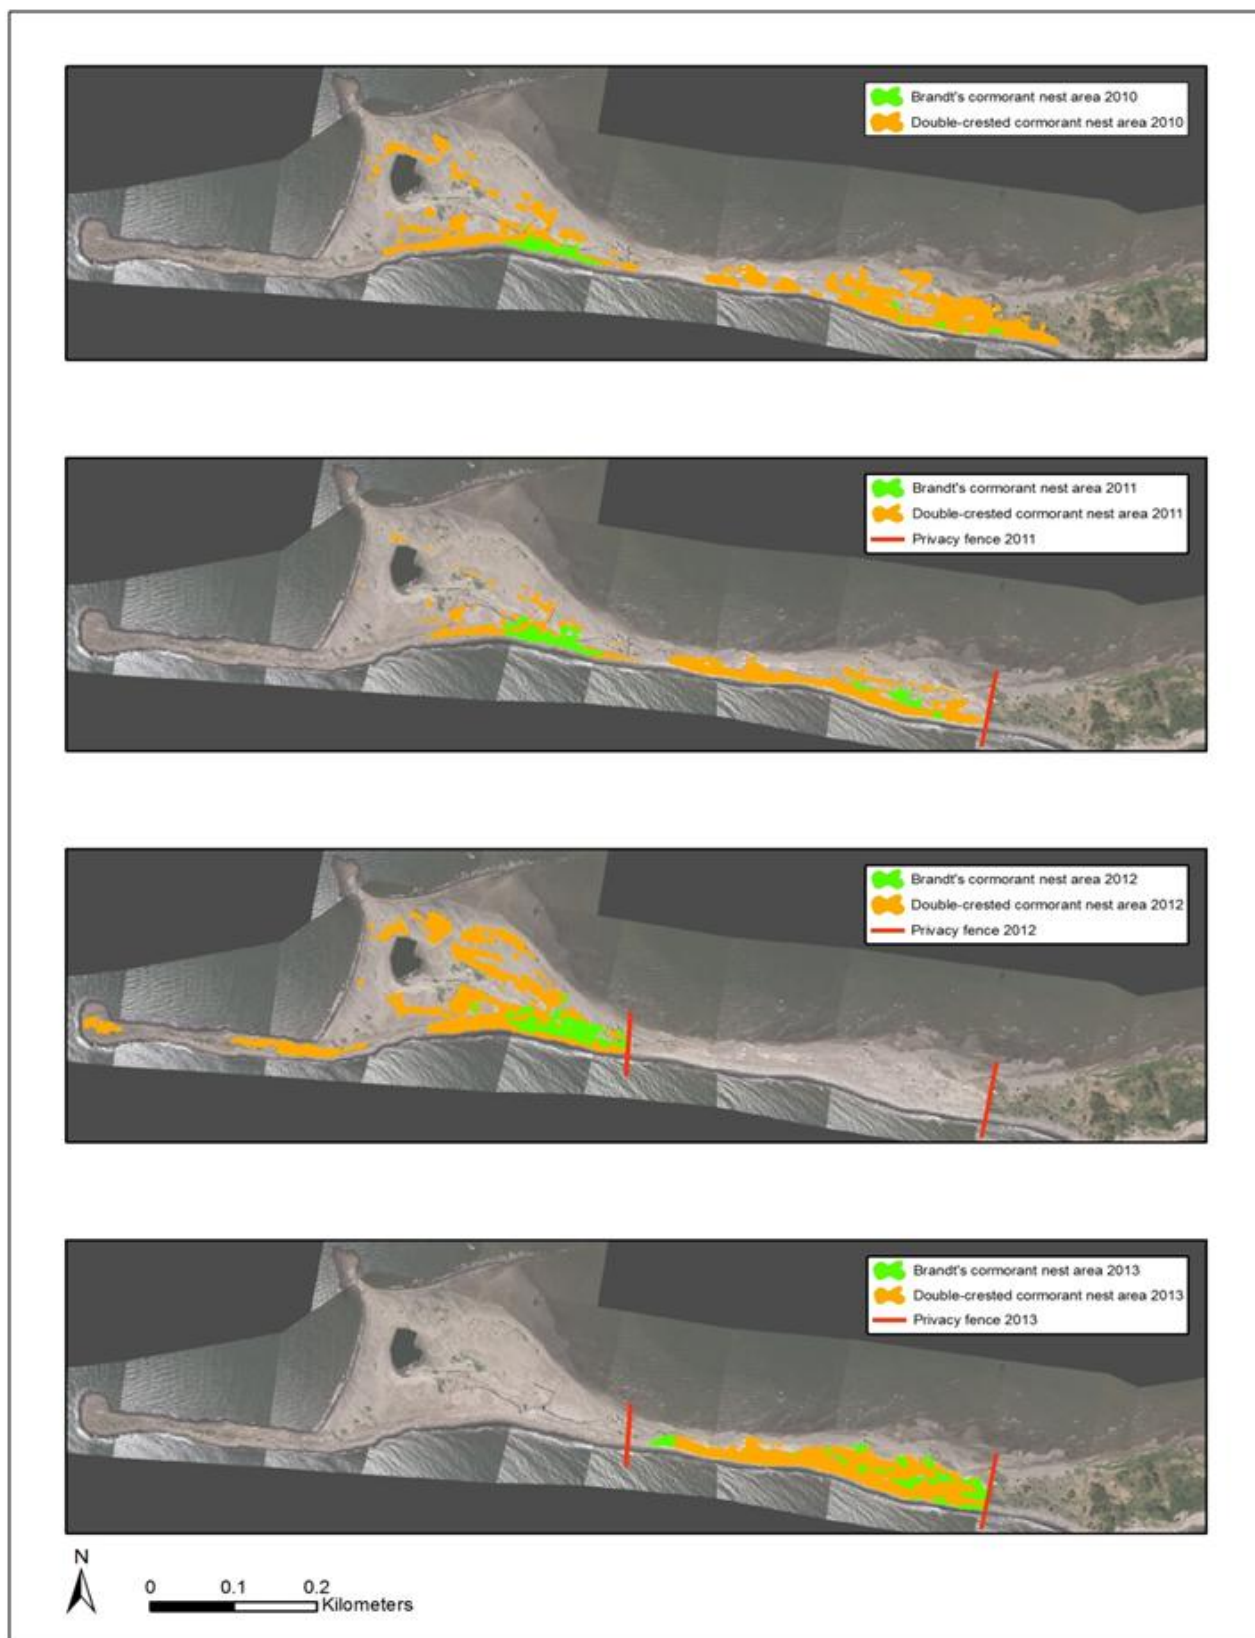 Brandt's cormorant nest area 2010
Double-crested cormorant nest area 2010
Brandt's cormorant nest area 2011
Double-crested cormorant nest area 2011
Privacy fence 2011
Brandt's cormorant nest area 2012
Double-crested cormorant nest area 2012
Privacy fence 2012
Brandt's cormorant nest area 2013
Double-crested cormorant nest area 2013
Privacy fence 2013
N
0 0.1 0.2
Kilometers